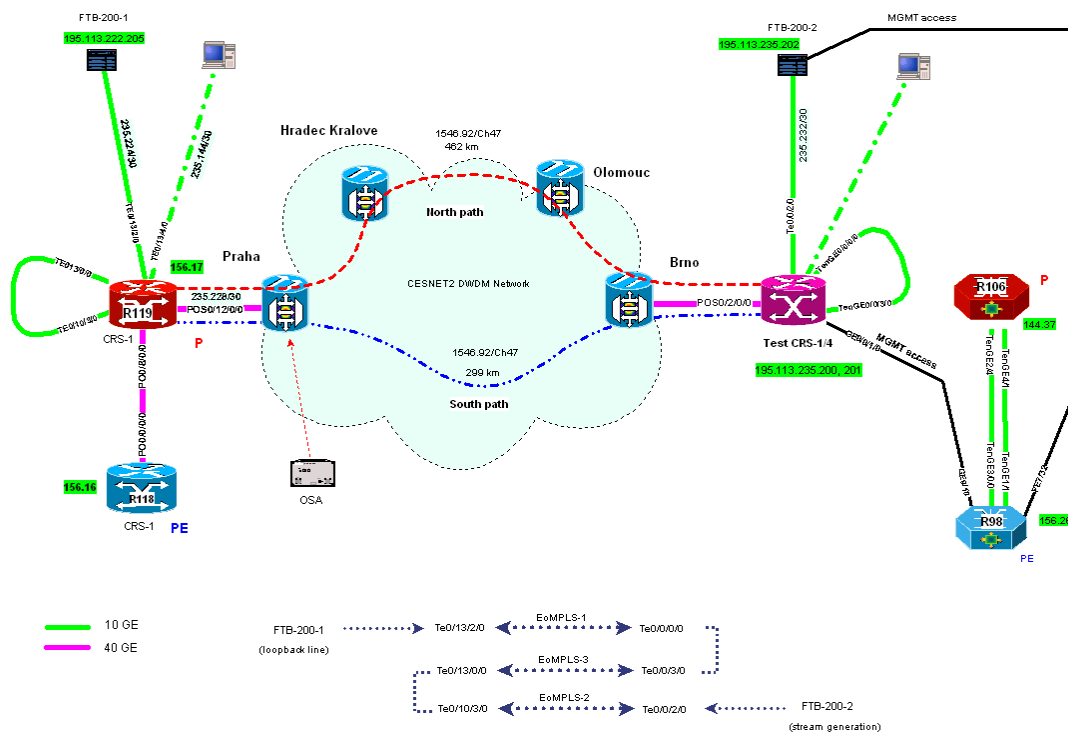 FTB-200-1
195.113.222.205
235.224/30
235.144/30
TE0/13/2/0
TE0/13/4/0
TE013/0/0
TE0/10/3/0
156.17
R119
CRS-1
P
235.228/30
POS0/12/0/0
PO0/8/0/0
PO0/0/0/0
156.16
R118
CRS-1
PE
Praha
Hradec Kralove
1546.92/Ch47
462 km
North path
Olomouc
CESNET2 DWDM Network
Brno
1546.92/Ch47
299 km
South path
OSA
FTB-200-2
195.113.235.202
MGMT access
235.232/30
Te0/0/2/0
TenGE0/0/0/0
TenGE0/0/3/0
POS0/2/0/0
Test CRS-1/4
195.113.235.200, 201
MGMT access
R106
P
144.37
TenGE2/4
TenGE4/1
TenGE3/0/0
TenGE1/1
R98
156.26
PE
10 GE
40 GE
FTB-200-1
(loopback line)
Te0/13/2/0
EoMPLS-1
Te0/0/0/0
Te0/13/0/0
EoMPLS-3
Te0/0/3/0
Te0/10/3/0
EoMPLS-2
Te0/0/2/0
FTB-200-2
(stream generation)